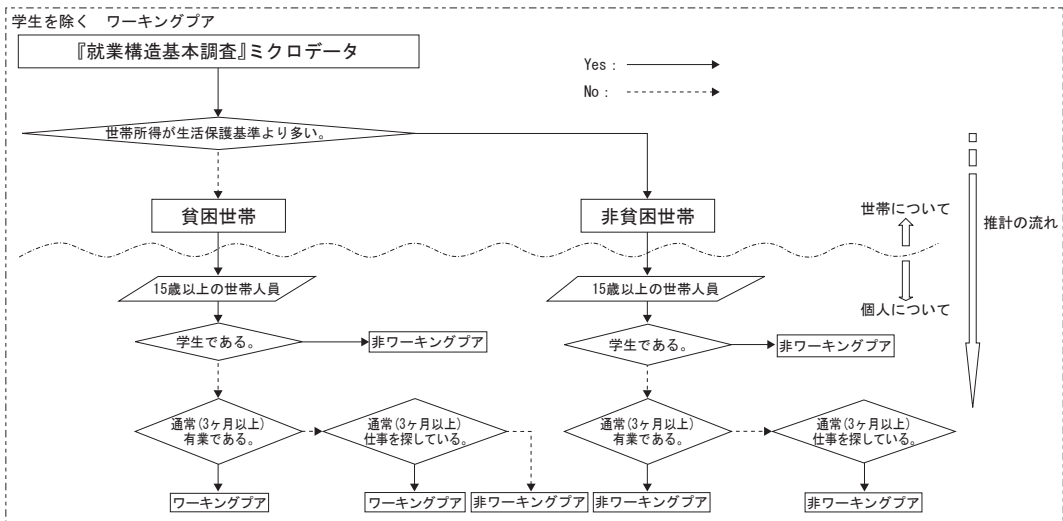 学生を除く ワーキングプア
『就業構造基本調査』ミクロデータ
Yes：
No：
世帯所得が生活保護基準より多い。
貧困世帯
非貧困世帯
世帯について
推計の流れ
15歳以上の世帯人員
15歳以上の世帯人員
個人について
学生である。
非ワーキングプア
学生である。
非ワーキングプア
通常(3ヶ月以上)
有業である。
通常(3ヶ月以上)
仕事を探している。
通常(3ヶ月以上)
有業である。
通常(3ヶ月以上)
仕事を探している。
ワーキングプア
ワーキングプア
非ワーキングプア
非ワーキングプア
非ワーキングプア